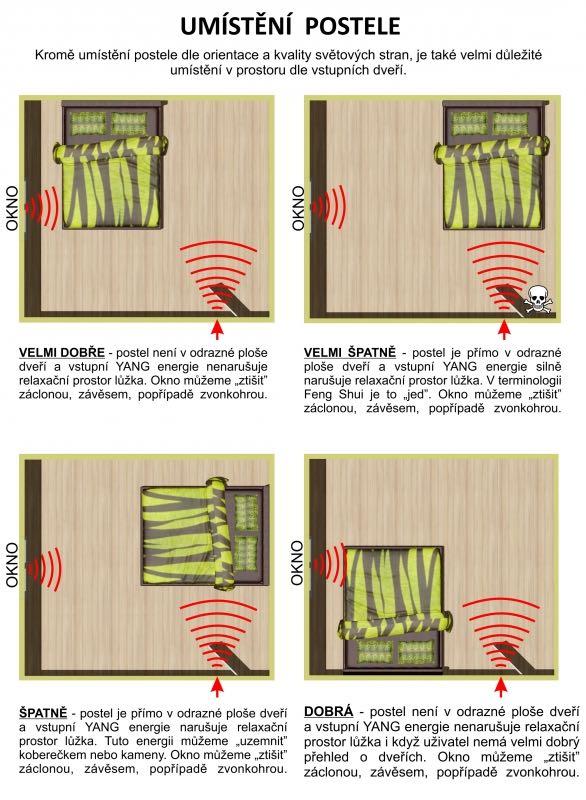 UMÍSTĚNÍ POSTELE
Kromě umístění postele dle orientace a kvality světových stran, je také velmi důležité
umístění v prostoru dle vstupních dveří.
OKNO
VELMI DOBŘE - postel není v odrazné ploše
dveří a vstupní YANG energie nenarušuje
relaxační prostor lůžka. Okno můžeme „ztišit”
záclonou, závěsem, popřípadě zvonkohrou.
OKNO
VELMI ŠPATNĚ - postel je přímo v odrazné
ploše dveří a vstupní YANG energie silně
narušuje relaxační prostor lůžka. V terminologii
Feng Shui je to „jed”. Okno můžeme „ztišit”
záclonou, závěsem, popřípadě zvonkohrou.
OKNO
ŠPATNĚ - postel je přímo v odrazné ploše dveří
a vstupní YANG energie narušuje relaxační
prostor lůžka. Tuto energii můžeme „uzemnit”
koberečkem nebo kameny. Okno můžeme „ztišit”
záclonou, závěsem, popřípadě zvonkohrou.
OKNO
DOBRÁ - postel není v odrazné ploše dveří
a vstupní YANG energie nenarušuje relaxační
prostor lůžka i když uživatel nemá velmi dobrý
přehled o dveřích. Okno můžeme „ztišit”
záclonou, závěsem, popřípadě zvonkohrou.